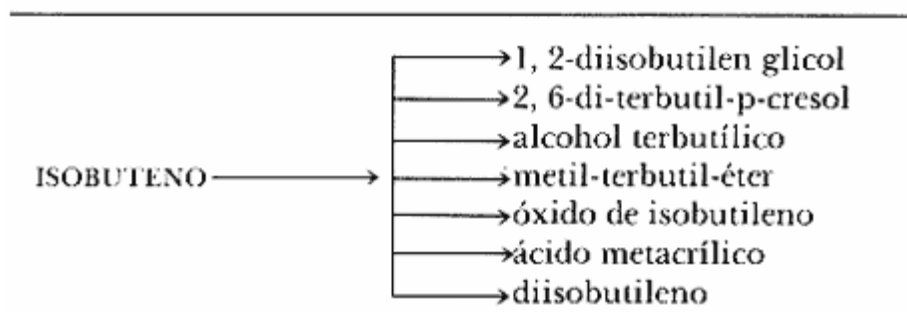 1, 2-diisobutilen glicol
2, 6-di-terbutil-p-cresol
alcohol terbutílico
ISOBUTENO
metil-terbutil-éter
óxido de isobutileno
ácido metacrílico
diisobutileno